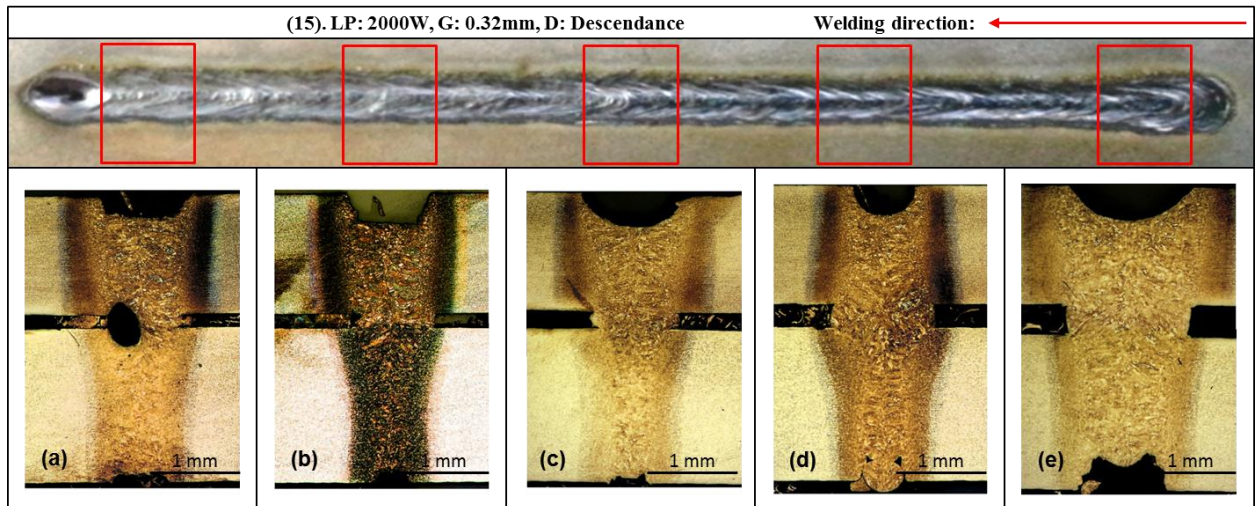 (15). LP: 2000W, G: 0.32mm, D: Descendance Welding direction:
(a) 1 mm (b) 1 mm (c) 1 mm (d) 1 mm (e) 1 mm